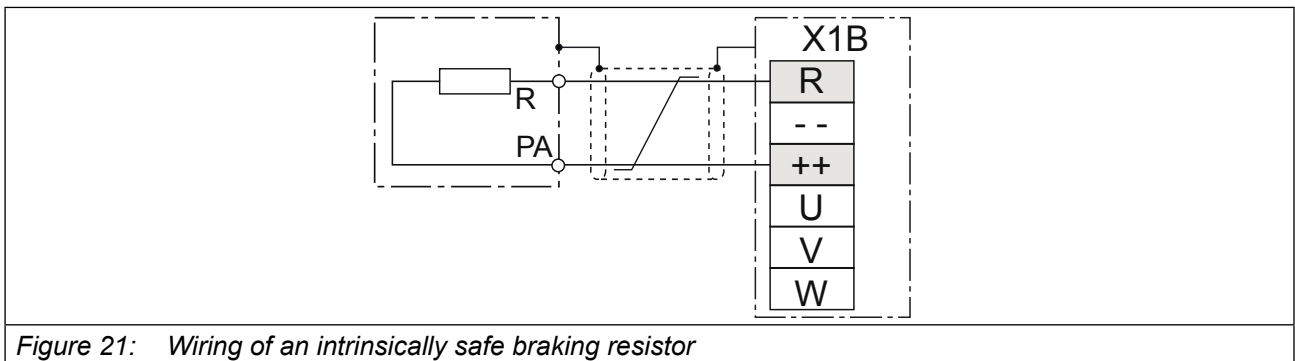 X1B
R
R
- -
PA
++
U
V
W
Figure 21: Wiring of an intrinsically safe braking resistor